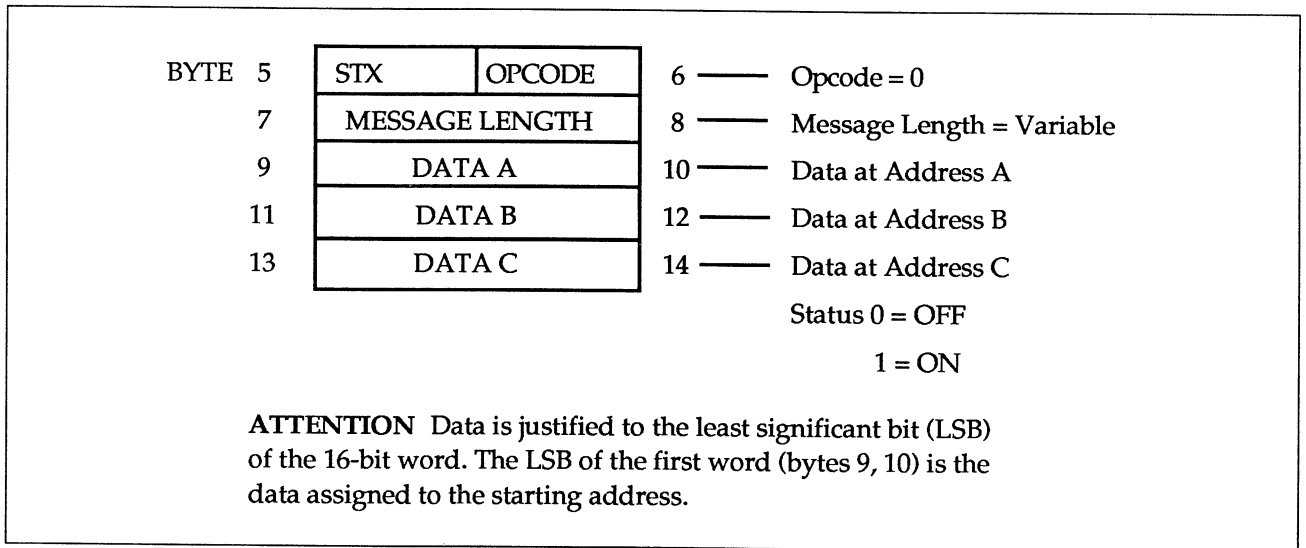 BYTE 5 STX OPCODE 6 Opcode = 0
7 MESSAGE LENGTH 8 Message Length = Variable
9 DATA A 10 Data at Address A
11 DATA B 12 Data at Address B
13 DATA C 14 Data at Address C
Status 0 = OFF
1 = ON
ATTENTION Data is justified to the least significant bit (LSB)
of the 16-bit word. The LSB of the first word (bytes 9, 10) is the
data assigned to the starting address.